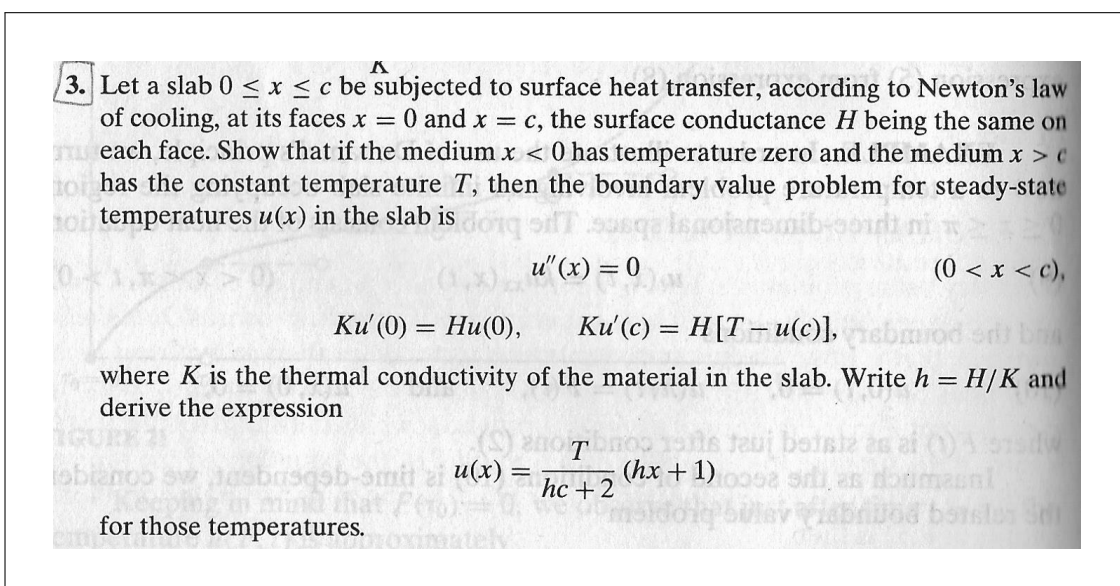 3. Let a slab 0 ≤ x ≤ c be subjected to surface heat transfer, according to Newton's law
of cooling, at its faces x = 0 and x = c, the surface conductance H being the same on
each face. Show that if the medium x < 0 has temperature zero and the medium x > c
has the constant temperature T, then the boundary value problem for steady-state
temperatures u(x) in the slab is
u″(x) = 0 (0 < x < c),
Ku′(0) = Hu(0), Ku′(c) = H[T − u(c)],
where K is the thermal conductivity of the material in the slab. Write h = H/K and
derive the expression
u(x) = T / (hc + 2) (hx + 1)
for those temperatures.